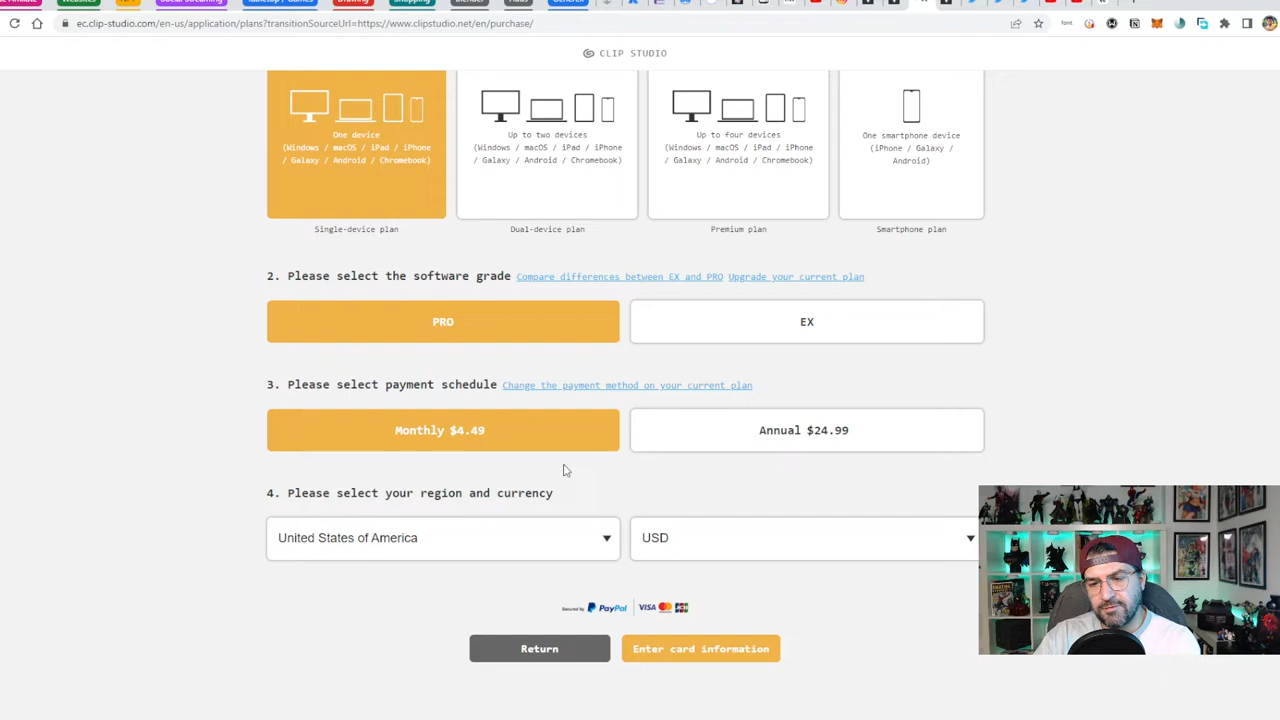 ec.clip-studio.com/en-us/application/plans?transitionSourceUrl=https://www.clipstudio.net/en/purchase/
CLIP STUDIO
One device
(Windows / macOS / iPad / iPhone
/ Galaxy / Android / Chromebook)
Up to two devices
(Windows / macOS / iPad / iPhone
/ Galaxy / Android / Chromebook)
Up to four devices
(Windows / macOS / iPad / iPhone
/ Galaxy / Android / Chromebook)
One smartphone device
(iPhone / Galaxy /
Android)
Single-device plan
Dual-device plan
Premium plan
Smartphone plan
2. Please select the software grade Compare differences between EX and PRO Upgrade your current plan
PRO
EX
3. Please select payment schedule Change the payment method on your current plan
Monthly $4.49
Annual $24.99
4. Please select your region and currency
United States of America
USD
Secured by PayPal VISA JCB
Return
Enter card information